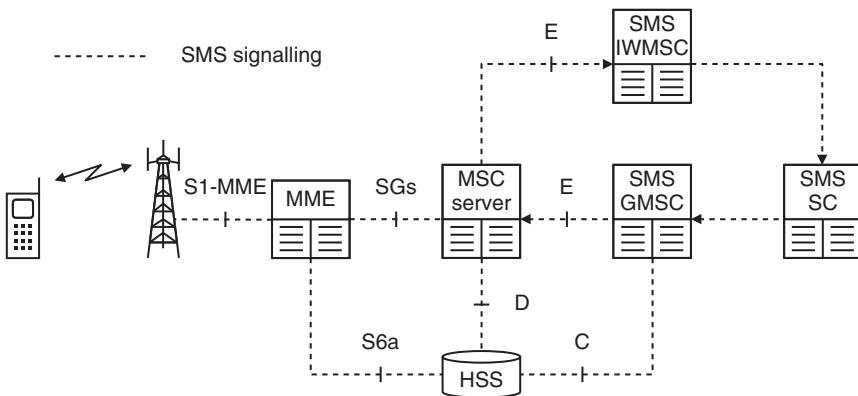 SMS signalling
E
SMS
IWMSC
S1-MME
MME
SGs
MSC
server
E
SMS
GMSC
SMS
SC
D
S6a
HSS
C